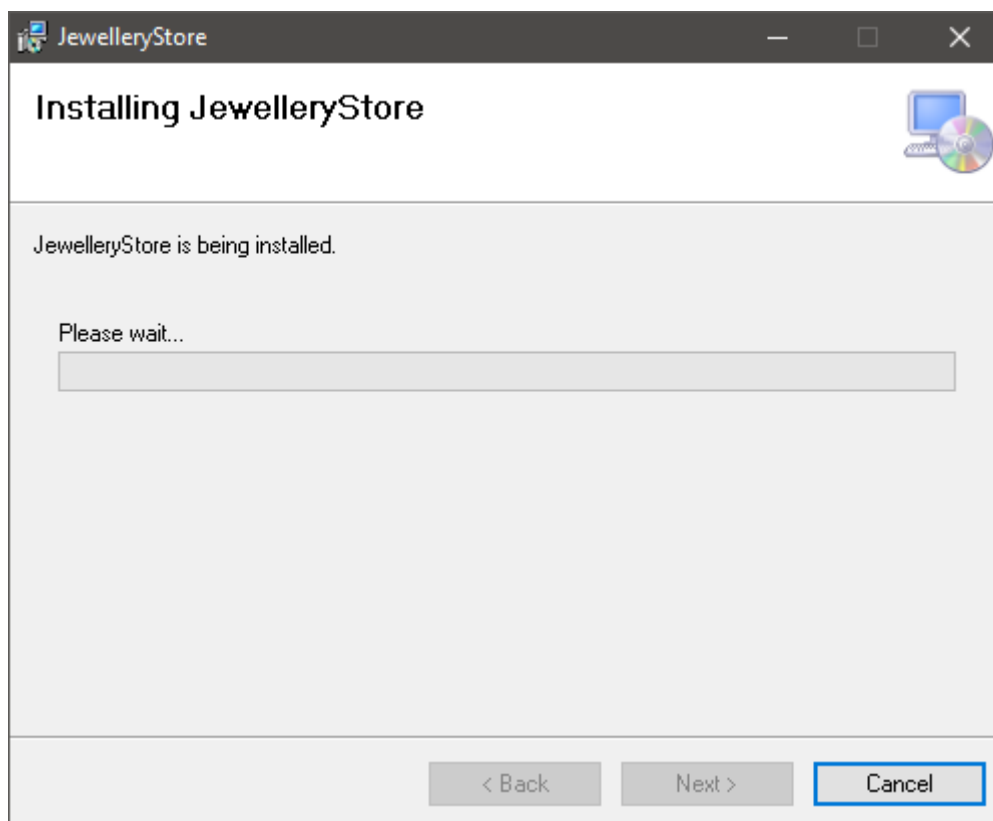 JewelleryStore
Installing JewelleryStore
JewelleryStore is being installed.
Please wait...
< Back
Next >
Cancel